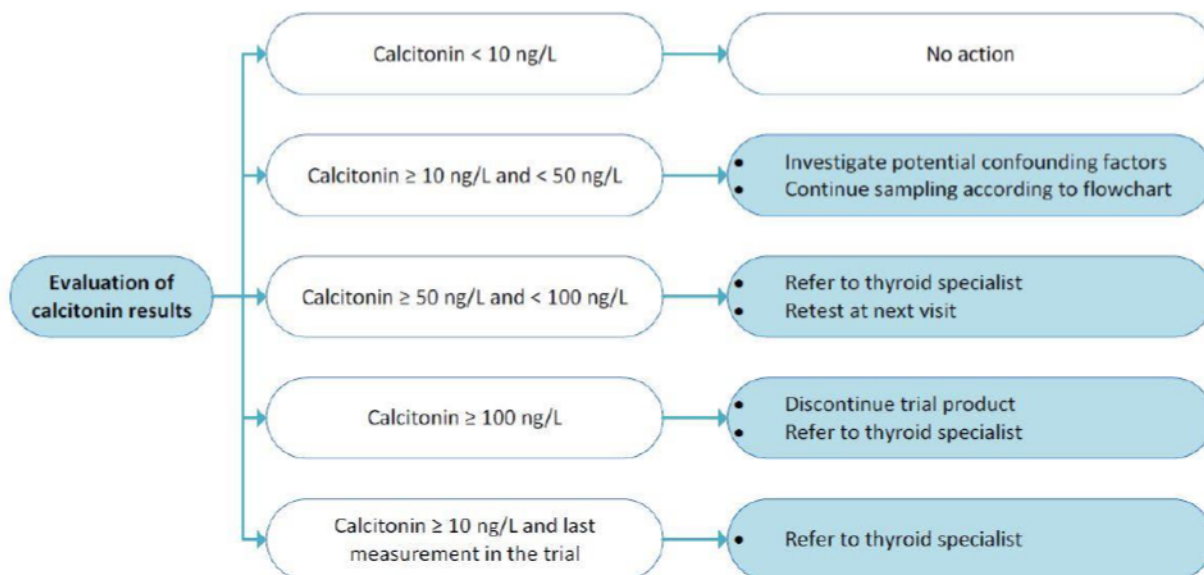 Calcitonin < 10 ng/L
No action
Calcitonin ≥ 10 ng/L and < 50 ng/L
• Investigate potential confounding factors
• Continue sampling according to flowchart
Evaluation of
calcitonin results
Calcitonin ≥ 50 ng/L and < 100 ng/L
• Refer to thyroid specialist
• Retest at next visit
Calcitonin ≥ 100 ng/L
• Discontinue trial product
• Refer to thyroid specialist
Calcitonin ≥ 10 ng/L and last
measurement in the trial
• Refer to thyroid specialist